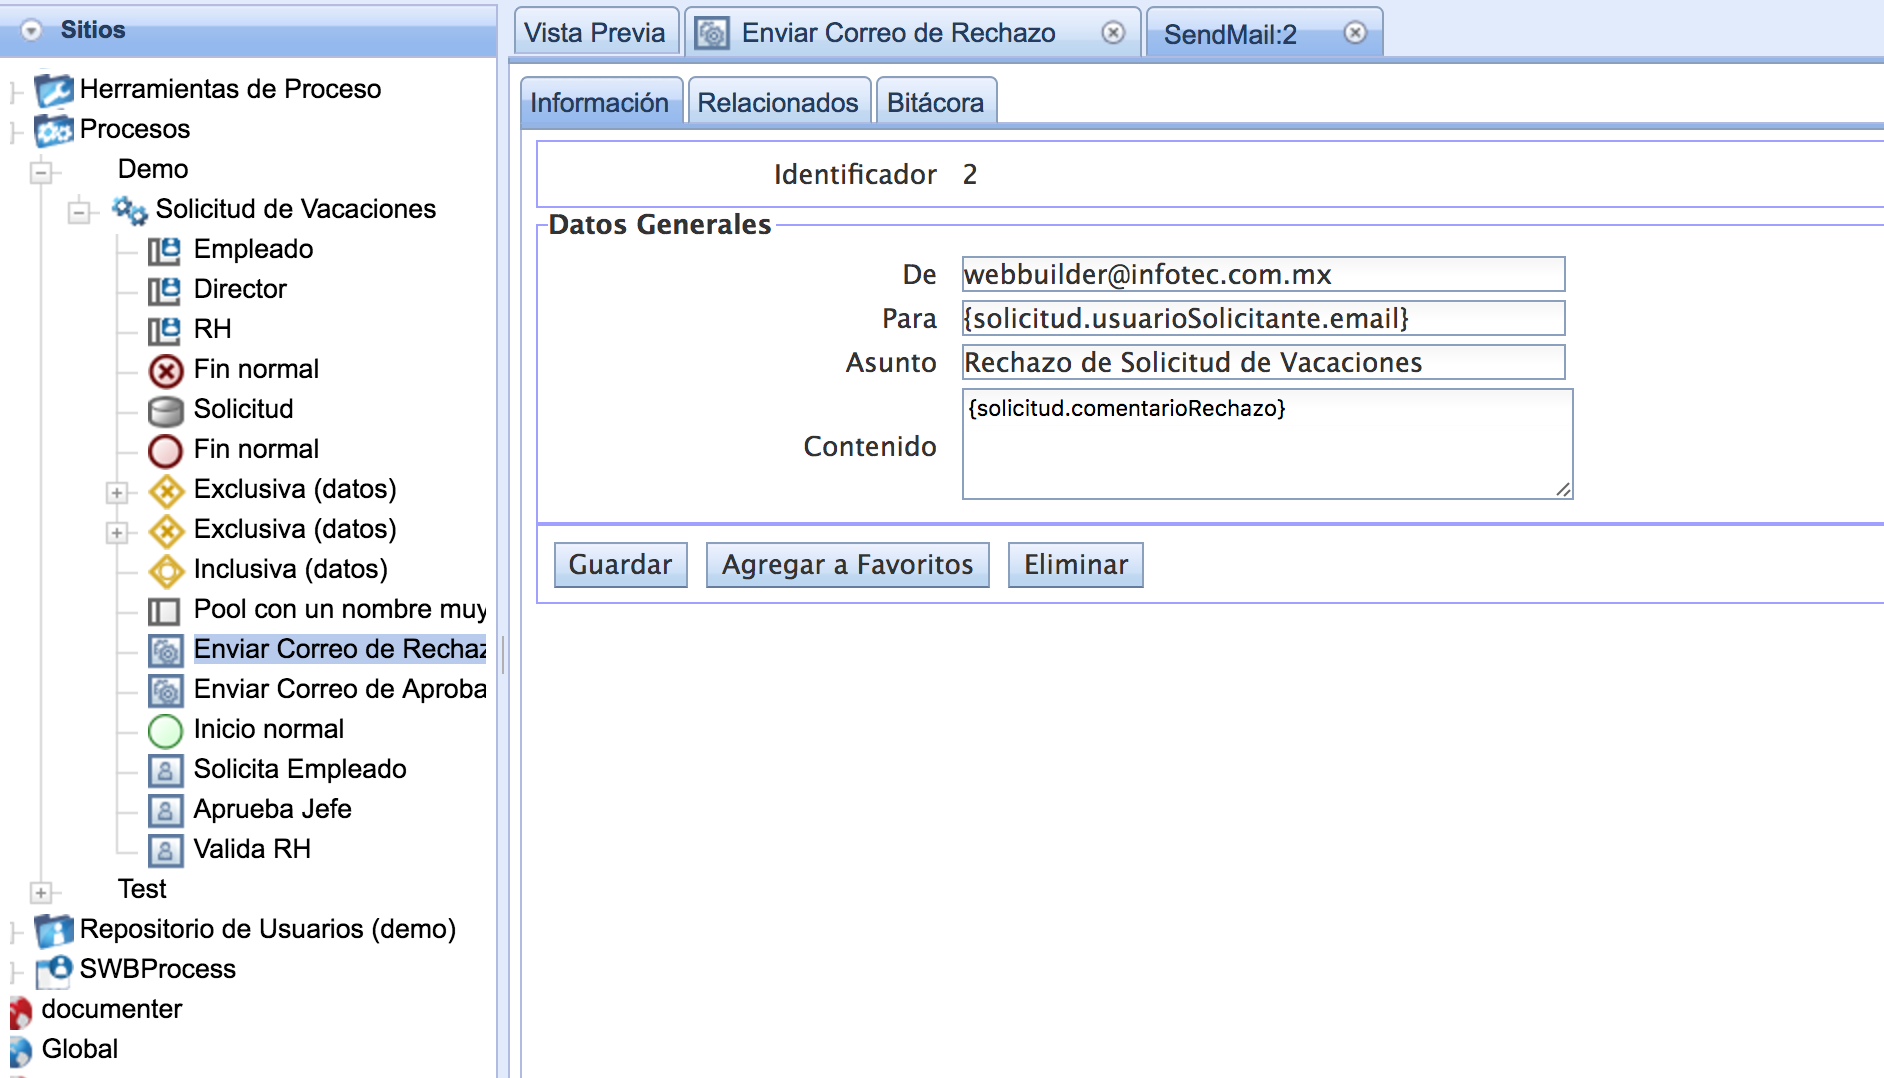 Sitios
Herramientas de Proceso
Procesos
Demo
Solicitud de Vacaciones
Empleado
Director
RH
Fin normal
Solicitud
Fin normal
Exclusiva (datos)
Exclusiva (datos)
Inclusiva (datos)
Pool con un nombre muy
Enviar Correo de Rechaz
Enviar Correo de Aproba
Inicio normal
Solicita Empleado
Aprueba Jefe
Valida RH
Test
Repositorio de Usuarios (demo)
SWBProcess
documenter
Global
Vista Previa Enviar Correo de Rechazo SendMail:2
Información Relacionados Bitácora
Identificador 2
Datos Generales
De webbuilder@infotec.com.mx
Para {solicitud.usuarioSolicitante.email}
Asunto Rechazo de Solicitud de Vacaciones
Contenido {solicitud.comentarioRechazo}
Guardar Agregar a Favoritos Eliminar